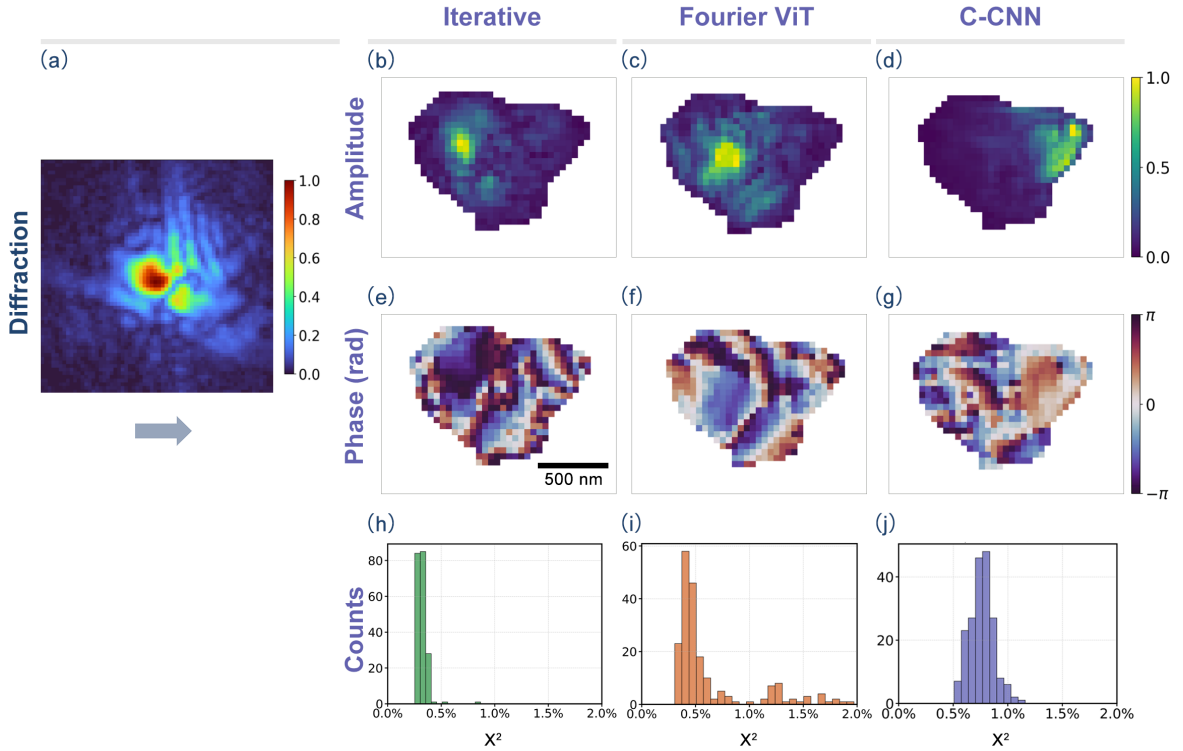 Iterative
Fourier ViT
C-CNN
(a)
(b)
(c)
(d)
Diffraction
1.0
0.8
0.6
0.4
0.2
0.0
Amplitude
1.0
0.5
0.0
(e)
(f)
(g)
Phase (rad)
500 nm
π
0
−π
(h)
(i)
(j)
Counts
80
60
40
20
0
0.0% 0.5% 1.0% 1.5% 2.0%
X²
60
50
40
30
20
10
0
0.0% 0.5% 1.0% 1.5% 2.0%
X²
40
20
0
0.0% 0.5% 1.0% 1.5% 2.0%
X²